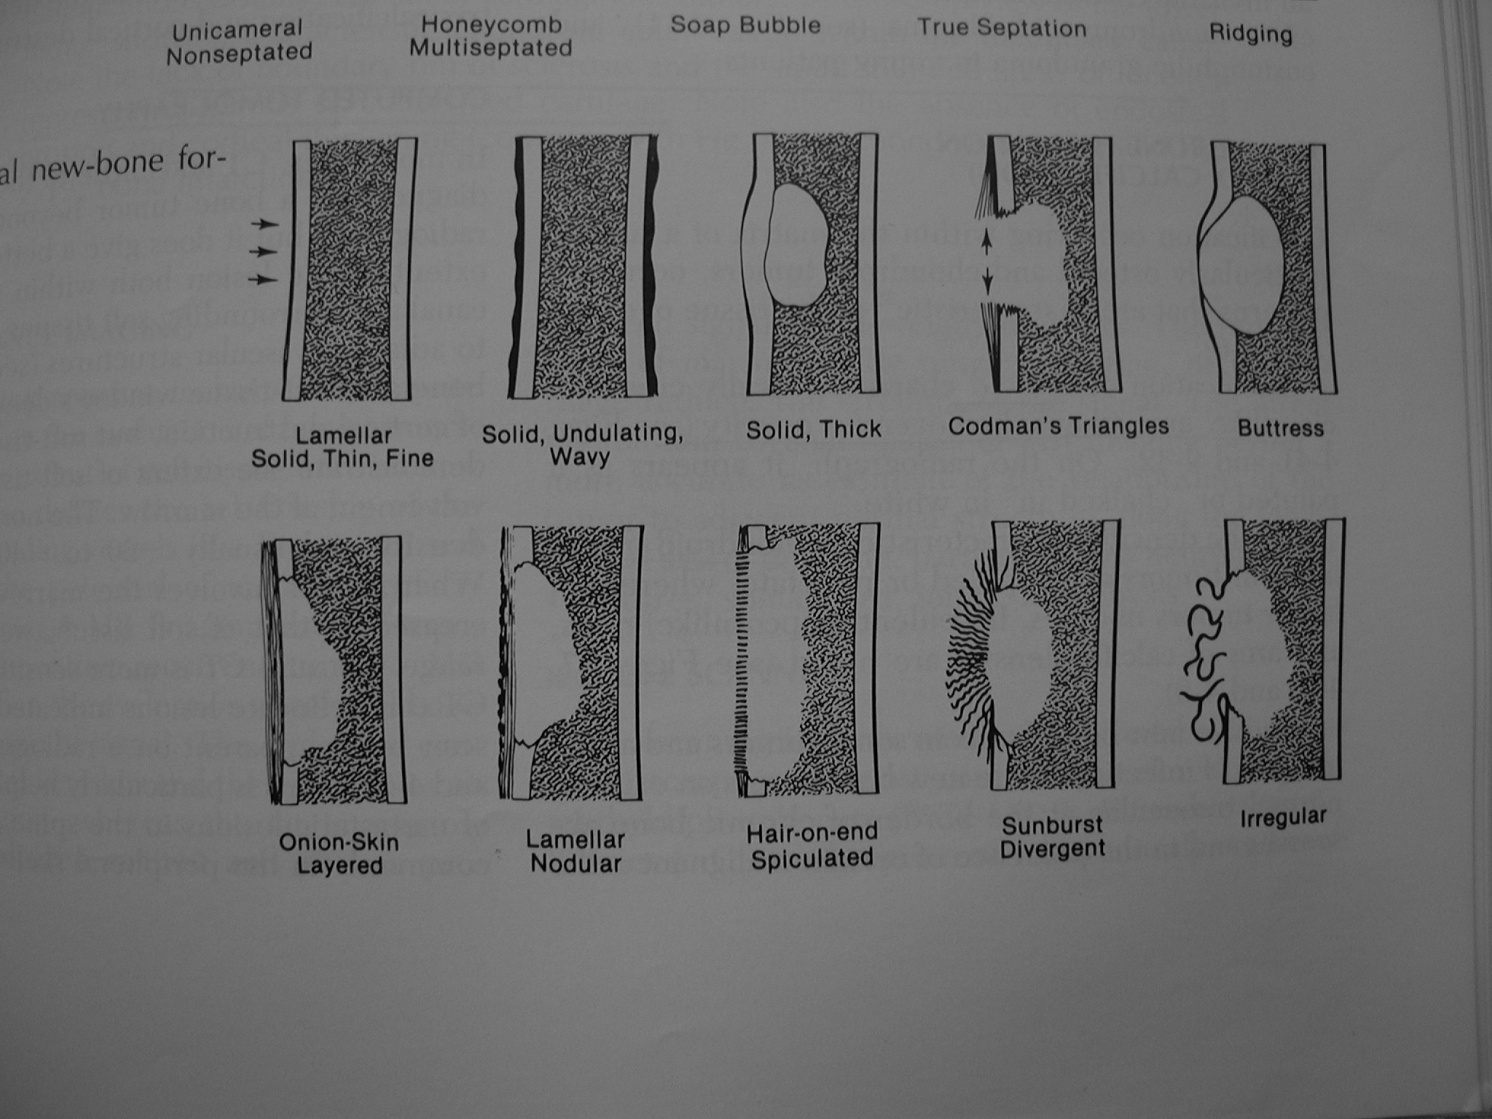 Unicameral
Nonseptated
Honeycomb
Multiseptated
Soap Bubble
True Septation
Ridging
al new-bone for-
Lamellar
Solid, Thin, Fine
Solid, Undulating,
Wavy
Solid, Thick
Codman's Triangles
Buttress
Onion-Skin
Layered
Lamellar
Nodular
Hair-on-end
Spiculated
Sunburst
Divergent
Irregular